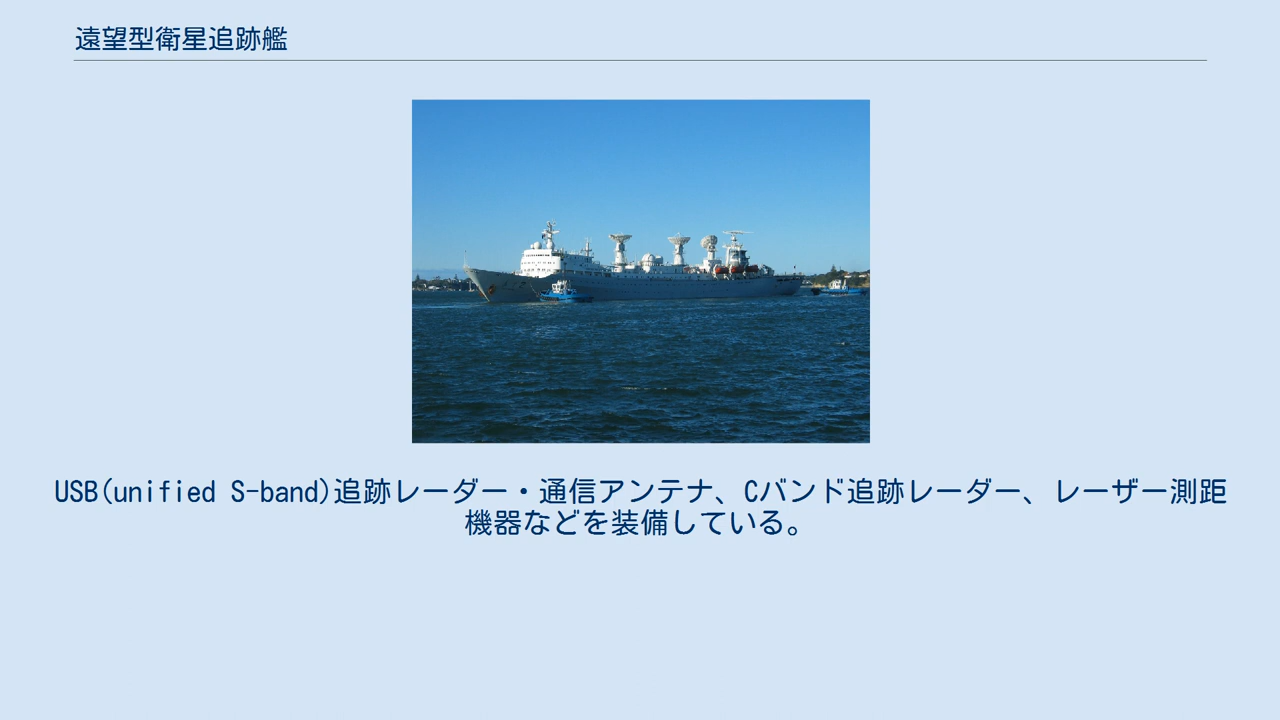 遠望型衛星追跡艦
USB(unified S-band)追跡レーダー・通信アンテナ、Cバンド追跡レーダー、レーザー測距
機器などを装備している。